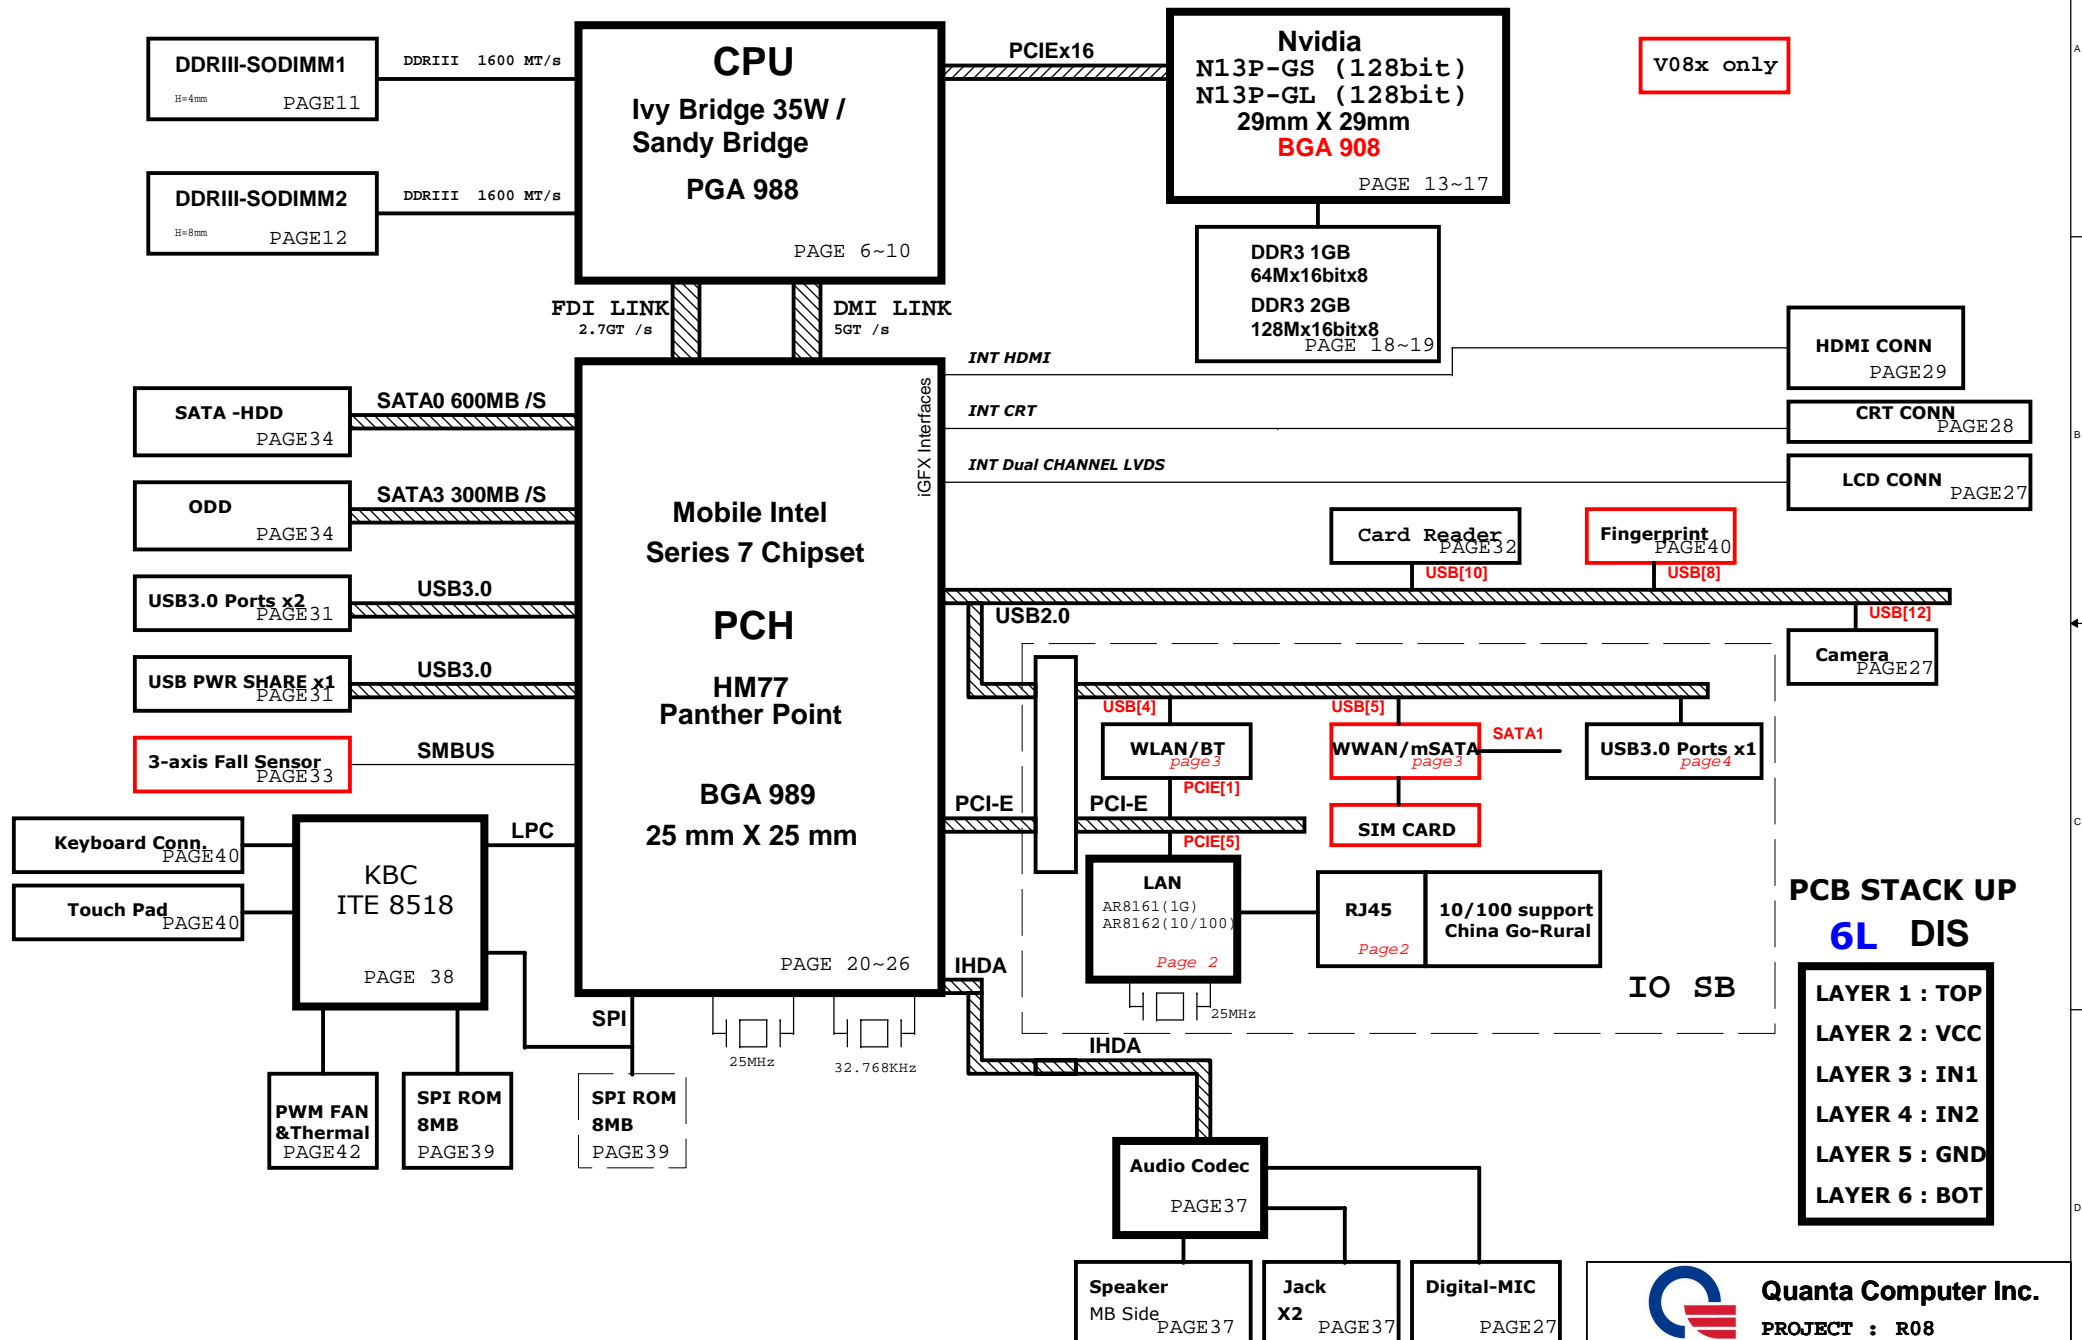 DDRIII-SODIMM1
H=4mm
PAGE11
DDRIII 1600 MT/s
DDRIII-SODIMM2
H=8mm
PAGE12
DDRIII 1600 MT/s
CPU
Ivy Bridge 35W /
Sandy Bridge
PGA 988
PAGE 6~10
PCIEx16
Nvidia
N13P-GS (128bit)
N13P-GL (128bit)
29mm X 29mm
BGA 908
PAGE 13~17
V08x only
A
DDR3 1GB
64Mx16bitx8
DDR3 2GB
128Mx16bitx8
PAGE 18~19
FDI LINK
2.7GT /s
DMI LINK
5GT /s
INT HDMI
HDMI CONN
PAGE29
INT CRT
CRT CONN
PAGE28
INT Dual CHANNEL LVDS
LCD CONN
PAGE27
B
iGFX Interfaces
SATA -HDD
PAGE34
SATA0 600MB /S
ODD
PAGE34
SATA3 300MB /S
USB3.0 Ports x2
PAGE31
USB3.0
USB PWR SHARE x1
PAGE31
USB3.0
3-axis Fall Sensor
PAGE33
SMBUS
Mobile Intel
Series 7 Chipset
PCH
HM77
Panther Point
BGA 989
25 mm X 25 mm
PAGE 20~26
Card Reader
PAGE32
USB[10]
Fingerprint
PAGE40
USB[8]
USB2.0
USB[12]
Camera
PAGE27
USB[4]
WLAN/BT
page3
PCIE[1]
USB[5]
WWAN/mSATA
page3
SATA1
USB3.0 Ports x1
page4
SIM CARD
PCI-E
PCI-E
PCIE[5]
C
LAN
AR8161(1G)
AR8162(10/100)
Page 2
25MHz
RJ45
Page2
10/100 support
China Go-Rural
IO SB
Keyboard Conn.
PAGE40
Touch Pad
PAGE40
KBC
ITE 8518
PAGE 38
LPC
SPI
25MHz
32.768KHz
PWM FAN
&Thermal
PAGE42
SPI ROM
8MB
PAGE39
SPI ROM
8MB
PAGE39
IHDA
IHDA
Audio Codec
PAGE37
Speaker
MB Side
PAGE37
Jack
X2
PAGE37
Digital-MIC
PAGE27
PCB STACK UP
6L DIS
LAYER 1 : TOP
LAYER 2 : VCC
LAYER 3 : IN1
LAYER 4 : IN2
LAYER 5 : GND
LAYER 6 : BOT
D
Quanta Computer Inc.
PROJECT : R08